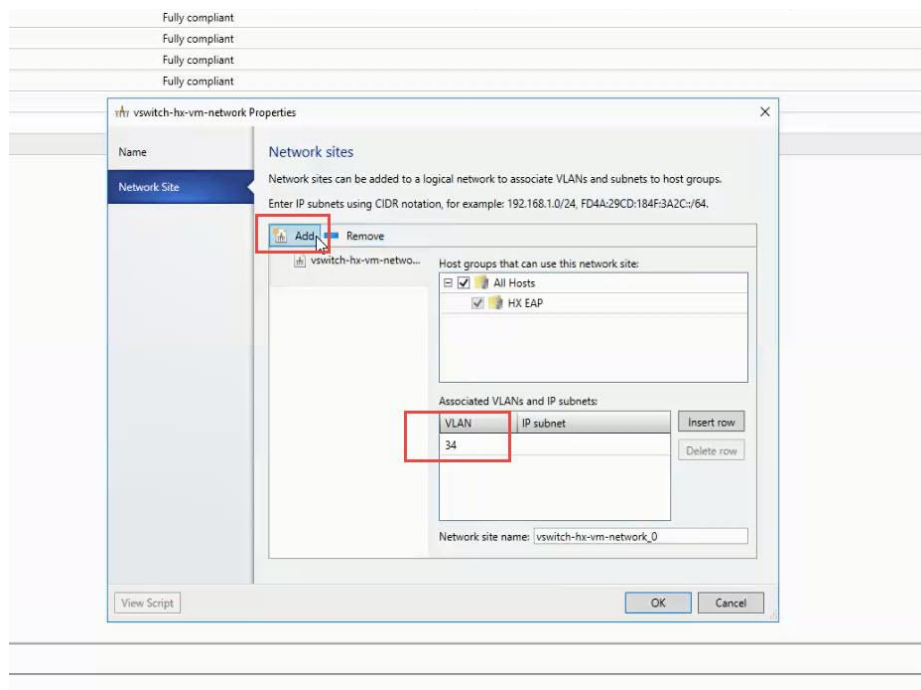 Fully compliant
Fully compliant
Fully compliant
Fully compliant
vswitch-hx-vm-network Properties
Name
Network Site
Network sites
Network sites can be added to a logical network to associate VLANs and subnets to host groups.
Enter IP subnets using CIDR notation, for example: 192.168.1.0/24, FD4A:29CD:184F:3A2C::/64.
Add Remove
vswitch-hx-vm-netwo...
Host groups that can use this network site:
All Hosts
HX EAP
Associated VLANs and IP subnets:
VLAN IP subnet
34
Insert row
Delete row
Network site name: vswitch-hx-vm-network_0
View Script
OK
Cancel